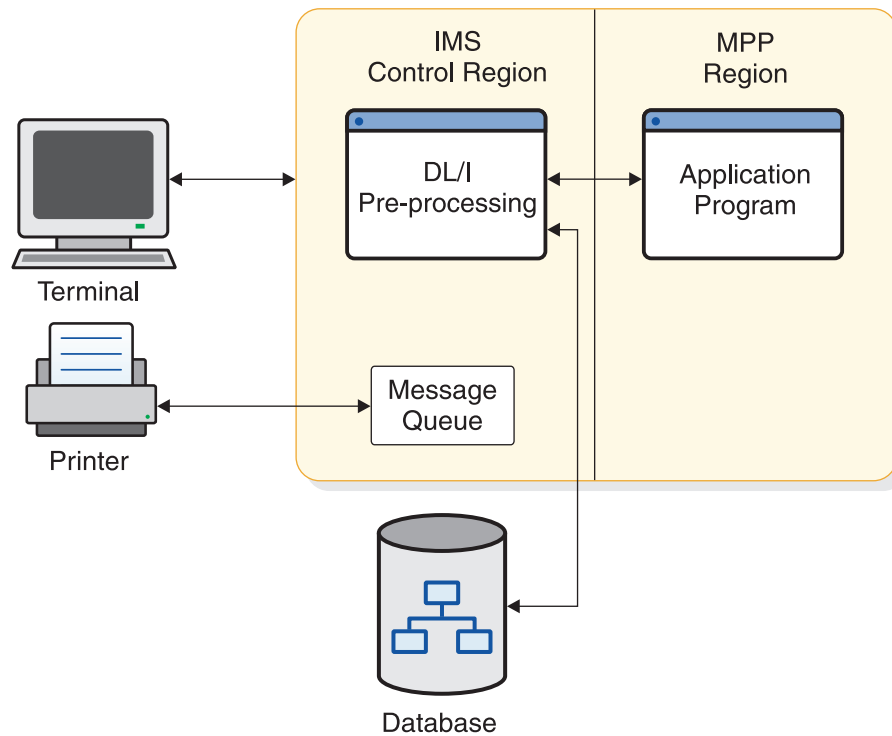 IMS
Control Region
MPP
Region
DL/I
Pre-processing
Application
Program
Terminal
Message
Queue
Printer
Database